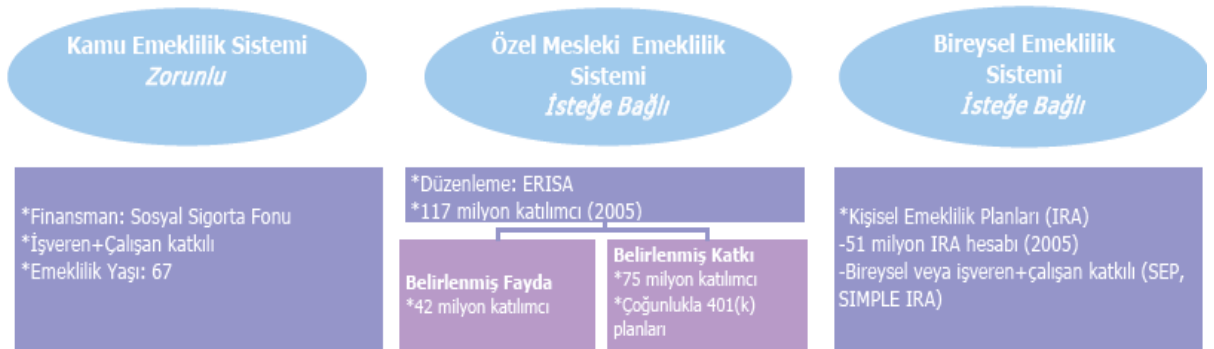 Kamu Emeklilik Sistemi
Zorunlu
Özel Mesleki Emeklilik
Sistemi
İsteğe Bağlı
Bireysel Emeklilik
Sistemi
İsteğe Bağlı
*Finansman: Sosyal Sigorta Fonu
*İşveren+Çalışan katkılı
*Emeklilik Yaşı: 67
*Düzenleme: ERISA
*117 milyon katılımcı (2005)
Belirlenmiş Fayda
*42 milyon katılımcı
Belirlenmiş Katkı
*75 milyon katılımcı
*Çoğunlukla 401(k)
planları
*Kişisel Emeklilik Planları (IRA)
-51 milyon IRA hesabı (2005)
-Bireysel veya işveren+çalışan katkılı (SEP,
SIMPLE IRA)